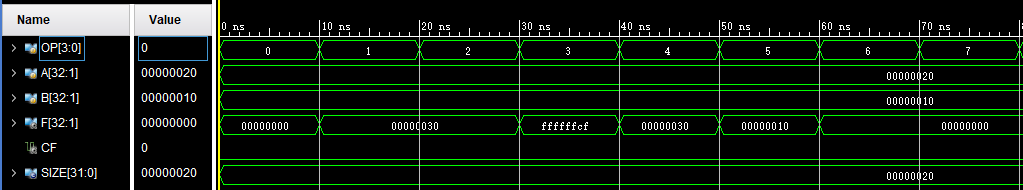 Name Value 0 ns 10 ns 20 ns 30 ns 40 ns 50 ns 60 ns 70 ns
OP[3:0] 0 0 1 2 3 4 5 6 7
A[32:1] 00000020 00000020
B[32:1] 00000010 00000010
F[32:1] 00000000 00000000 00000030 ffffffcf 00000030 00000010 00000000
CF 0
SIZE[31:0] 00000020 00000020